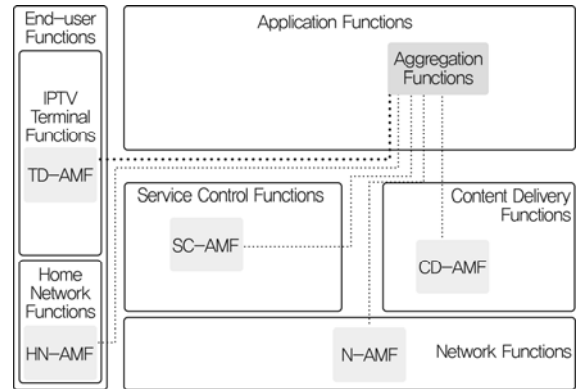 End-user
Functions
IPTV
Terminal
Functions
TD-AMF
Home
Network
Functions
HN-AMF
Application Functions
Aggregation
Functions
Service Control Functions
SC-AMF
Content Delivery
Functions
CD-AMF
N-AMF
Network Functions